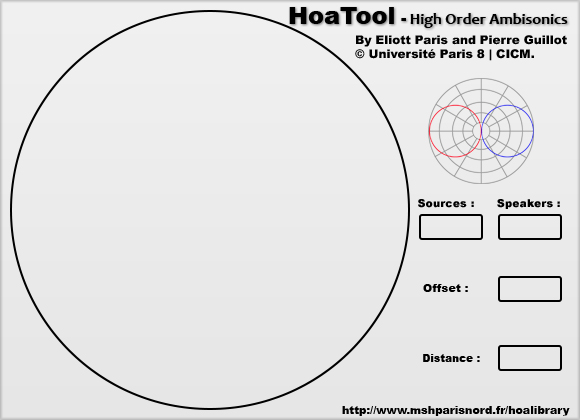 HoaTool - High Order Ambisonics
By Eliott Paris and Pierre Guillot
© Université Paris 8 | CICM.
Sources : Speakers :
Offset :
Distance :
http://www.mshparisnord.fr/hoalibrary